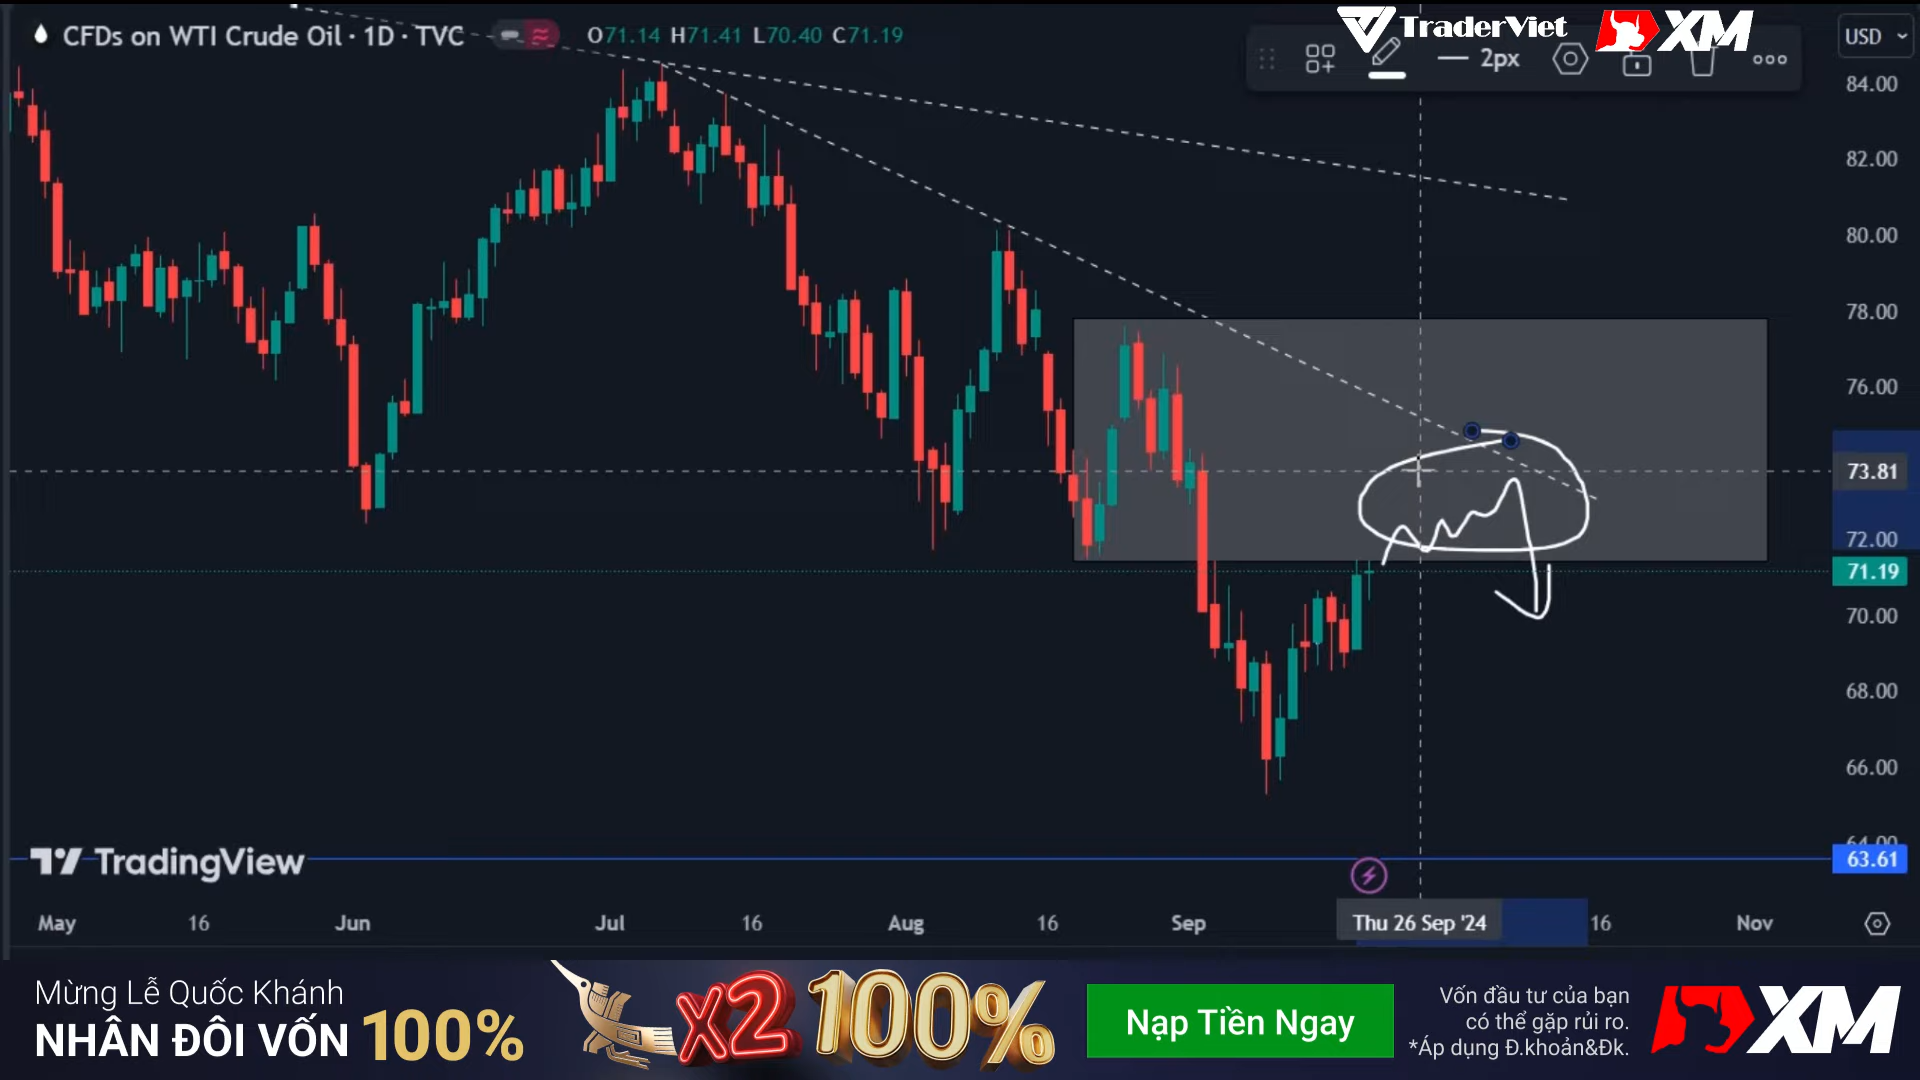 CFDs on WTI Crude Oil · 1D · TVC
O71.14 H71.41 L70.40 C71.19
2px
TraderViet
XM
USD
84.00
82.00
80.00
78.00
76.00
73.81
72.00
71.19
70.00
68.00
66.00
64.00
63.61
TradingView
May 16 Jun Jul 16 Aug 16 Sep Thu 26 Sep '24 16 Nov
Mừng Lễ Quốc Khánh
NHÂN ĐÔI VỐN 100%
x2 100%
Nạp Tiền Ngay
Vốn đầu tư của bạn
có thể gặp rủi ro.
*Áp dụng Đ.khoản&Đk.
XM